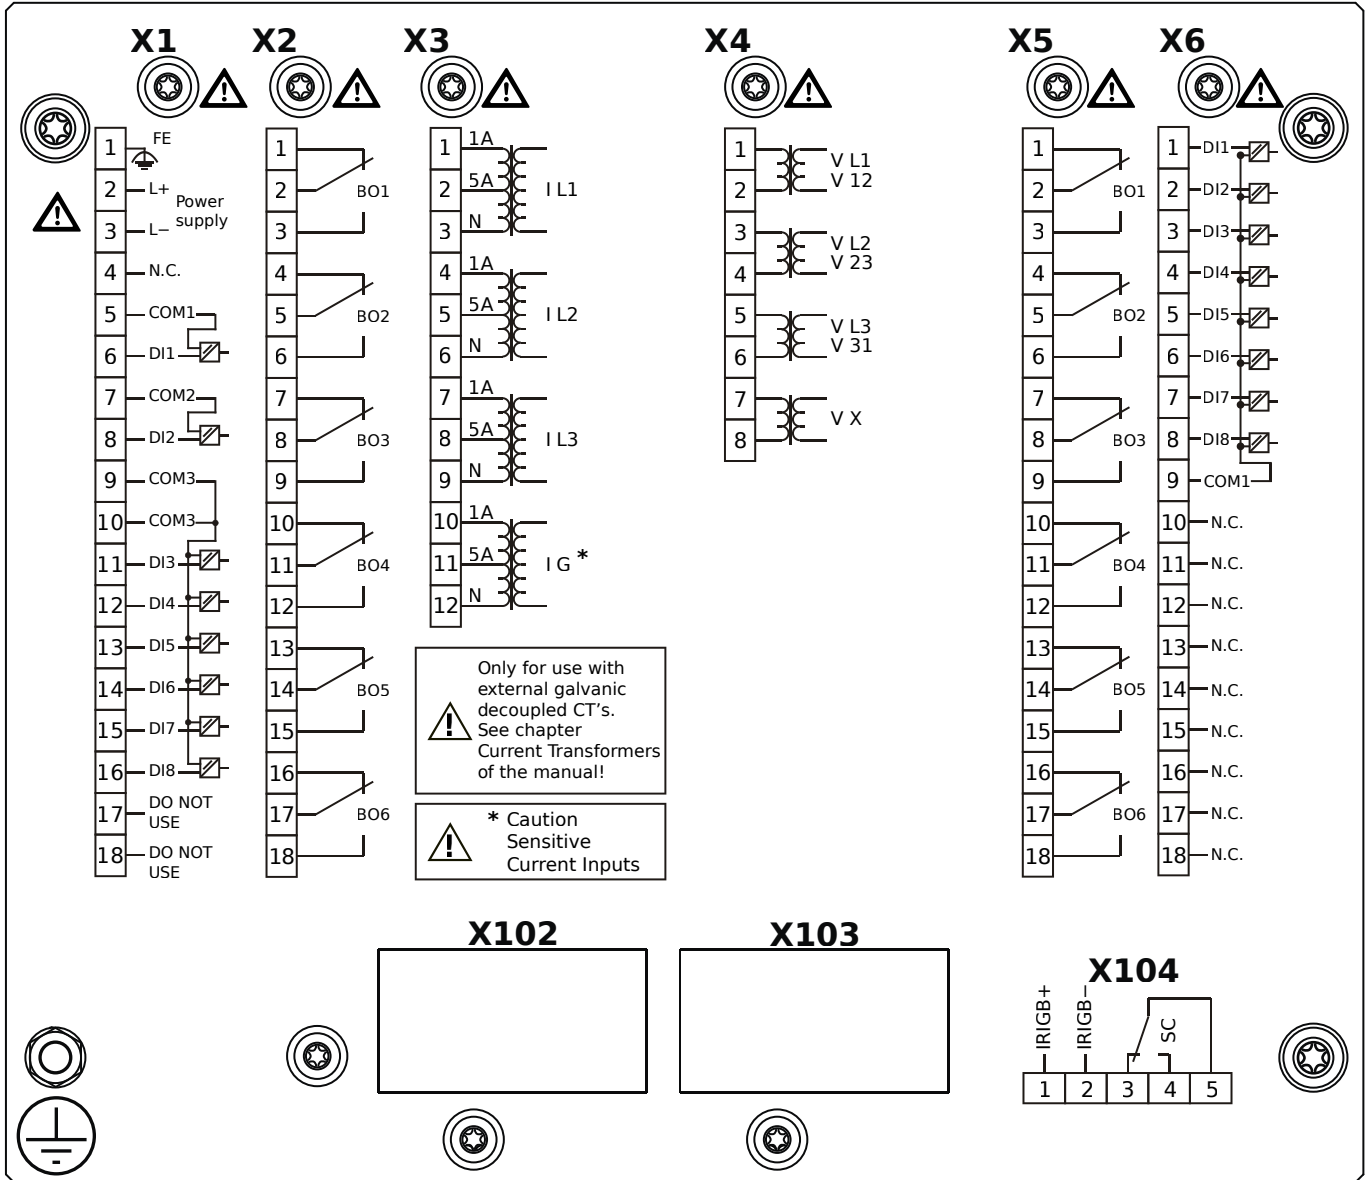 X1
X2
X3
X4
X5
X6
1 FE
2 L+
Power
supply
3 L−
4 N.C.
5 COM1
6 DI1
7 COM2
8 DI2
9 COM3
10 COM3
11 DI3
12 DI4
13 DI5
14 DI6
15 DI7
16 DI8
17 DO NOT
USE
18 DO NOT
USE
1
2 BO1
3
4
5 BO2
6
7
8 BO3
9
10
11 BO4
12
13
14 BO5
15
16
17 BO6
18
1 1A
2 5A I L1
3 N
4 1A
5 5A I L2
6 N
7 1A
8 5A I L3
9 N
10 1A
11 5A I G *
12 N
Only for use with
external galvanic
decoupled CT's.
See chapter
Current Transformers
of the manual!
* Caution
Sensitive
Current Inputs
1 V L1
2 V 12
3 V L2
4 V 23
5 V L3
6 V 31
7
V X
8
1
2 BO1
3
4
5 BO2
6
7
8 BO3
9
10
11 BO4
12
13
14 BO5
15
16
17 BO6
18
1 DI1
2 DI2
3 DI3
4 DI4
5 DI5
6 DI6
7 DI7
8 DI8
9 COM1
10 N.C.
11 N.C.
12 N.C.
13 N.C.
14 N.C.
15 N.C.
16 N.C.
17 N.C.
18 N.C.
X102
X103
X104
IRIGB+
IRIGB−
SC
1 2 3 4 5